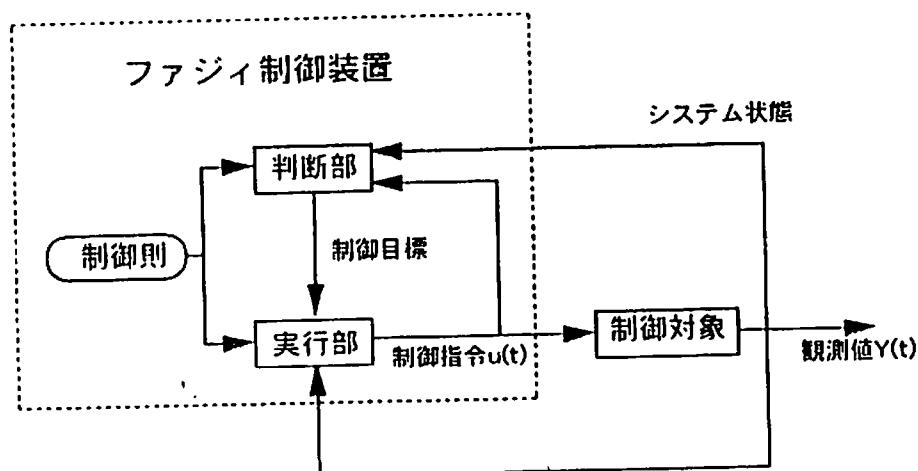 ファジィ制御装置
システム状態
判断部
制御則
制御目標
実行部
制御指令u(t)
制御対象
観測値Y(t)